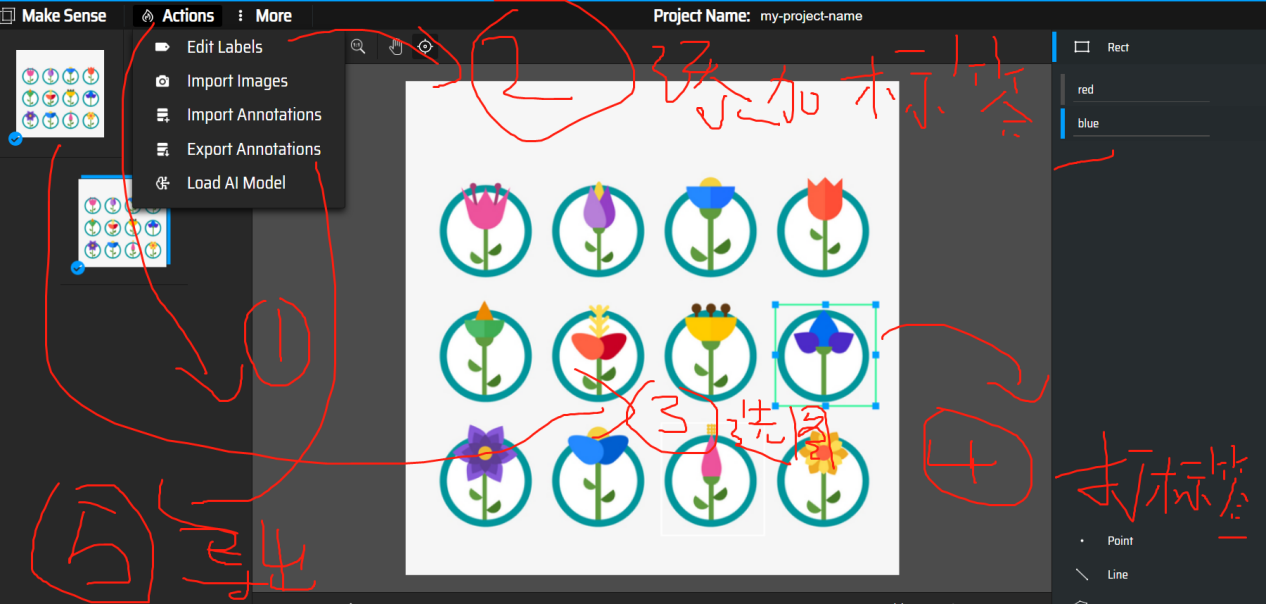 Make Sense Actions More Project Name: my-project-name
Edit Labels
Import Images
Import Annotations
Export Annotations
Load AI Model
Rect
red
blue
Point
Line
1
2 添加标签
3 选图
4 打标签
5 导出